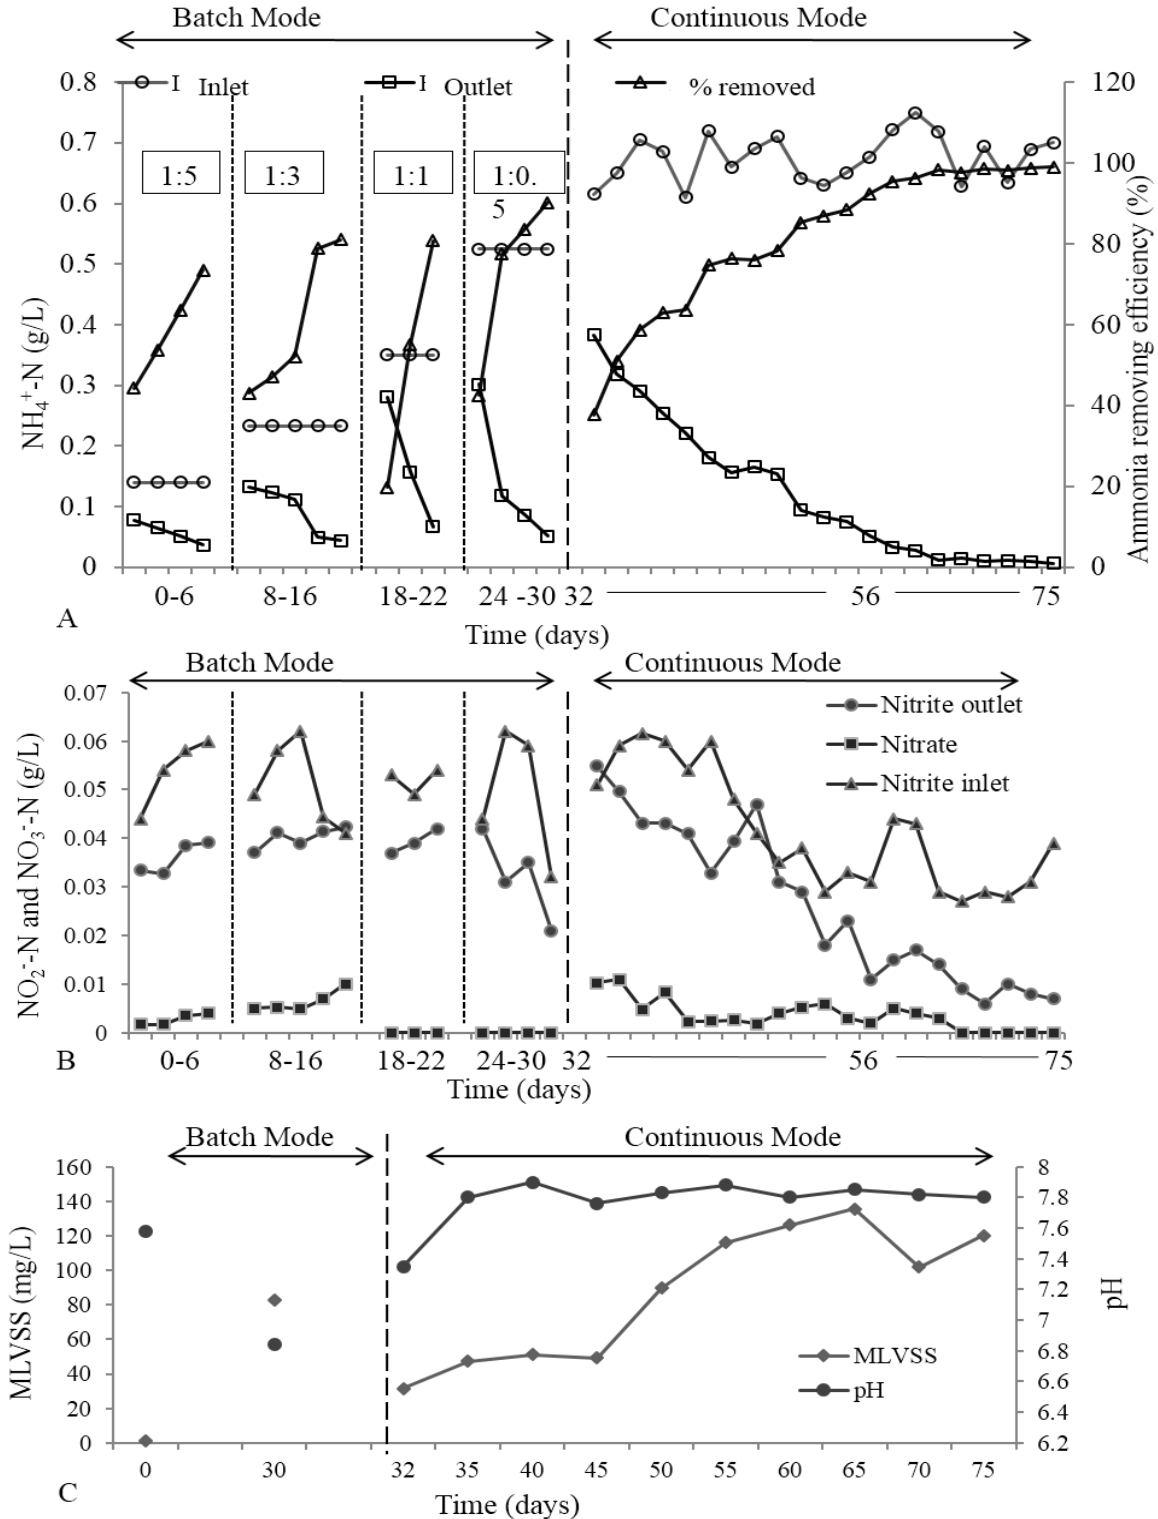 Batch Mode Continuous Mode
0.8 I Inlet I Outlet % removed 120
0.7
1:5 1:3 1:1 1:0.5 100
0.6
80
0.5
0.4 60
0.3
40
0.2
20
0.1
0 0
NH₄⁺-N (g/L)
Ammonia removing efficiency (%)
0-6 8-16 18-22 24 -30 32 56 75
A
Time (days)
Batch Mode Continuous Mode
0.07
Nitrite outlet
0.06
Nitrate
0.05
Nitrite inlet
0.04
0.03
0.02
0.01
0
NO₂⁻-N and NO₃⁻-N (g/L)
0-6 8-16 18-22 24-30 32 56 75
B
Time (days)
Batch Mode Continuous Mode
160 8
140 7.8
120 7.6
100 7.4
80 7.2
7
60 6.8
MLVSS
40 6.6
pH
20 6.4
0 6.2
MLVSS (mg/L)
pH
0 30 32 35 40 45 50 55 60 65 70 75
C
Time (days)